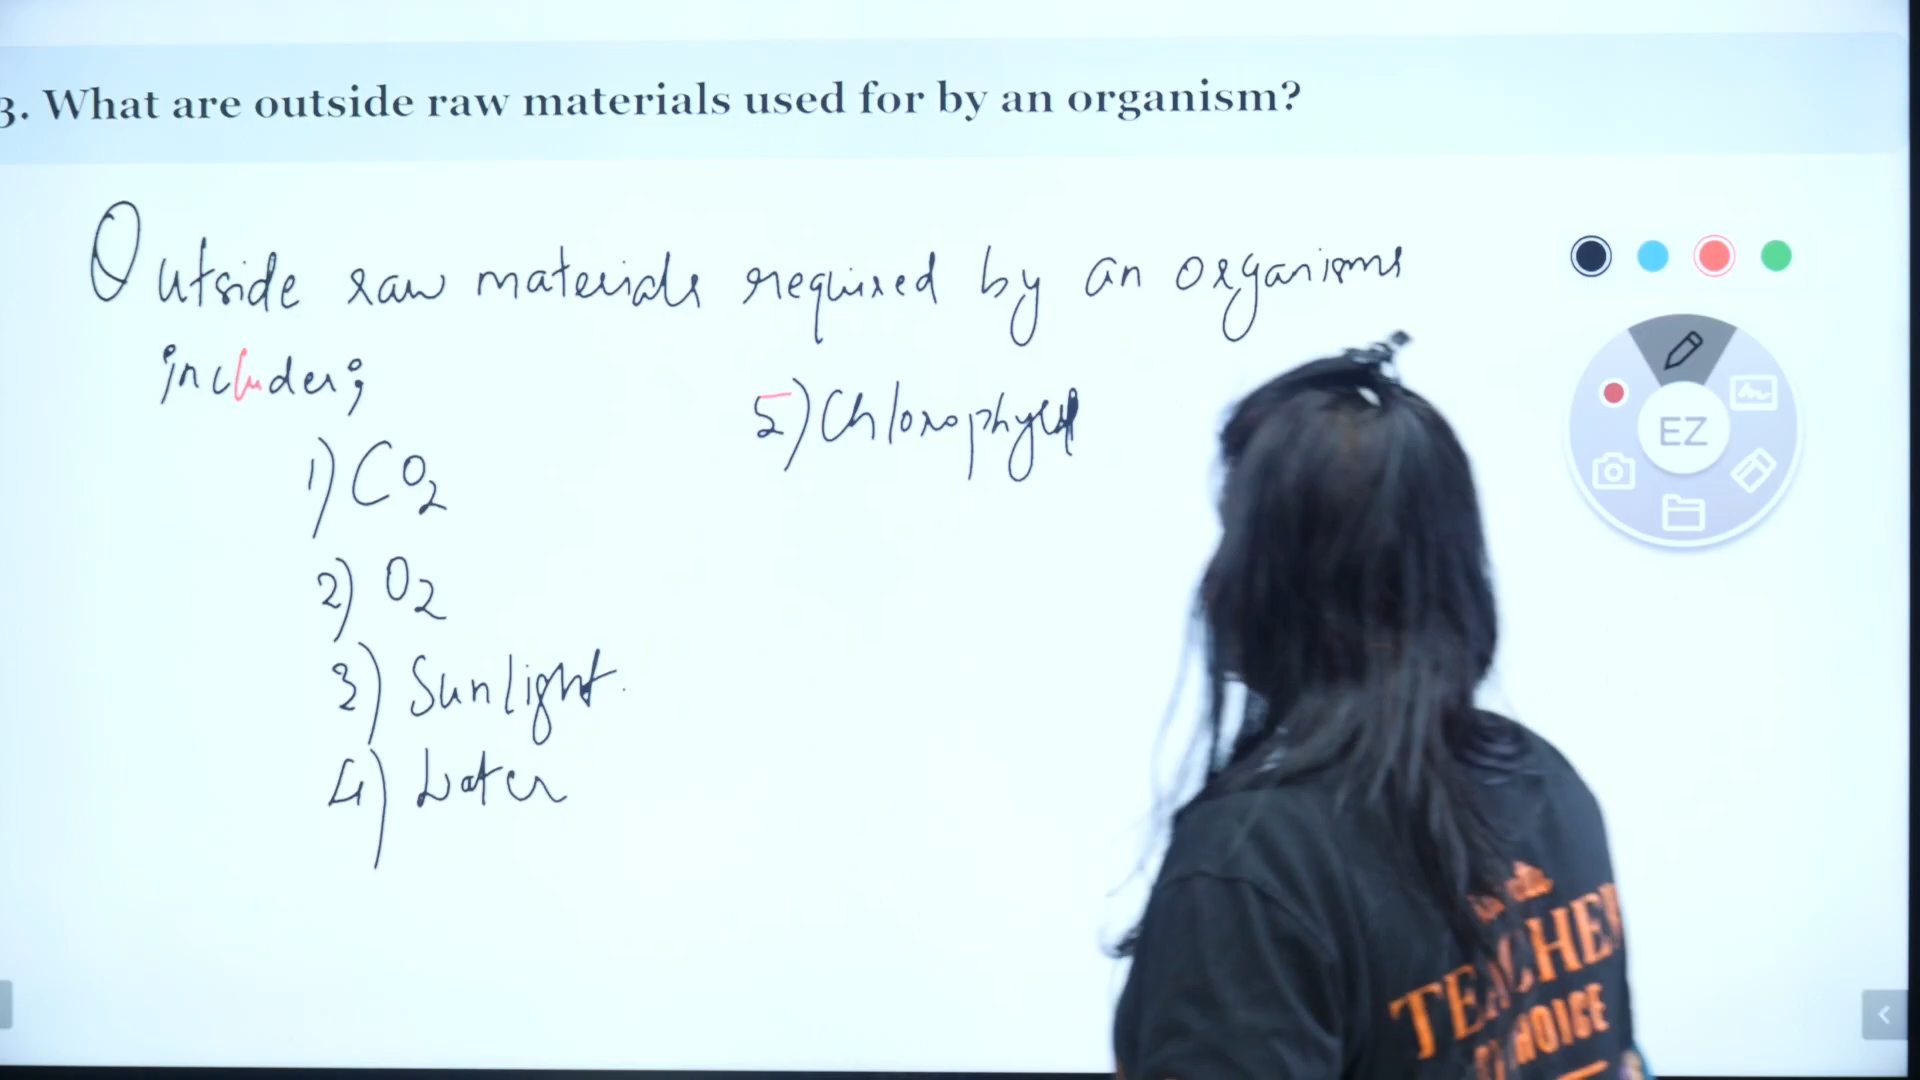 3. What are outside raw materials used for by an organism?
Outside raw materials required by an organisms
includes;
1) CO2
2) O2
3) Sunlight.
4) Water
5) Chlorophyll
EZ
TEACHER
CHOICE